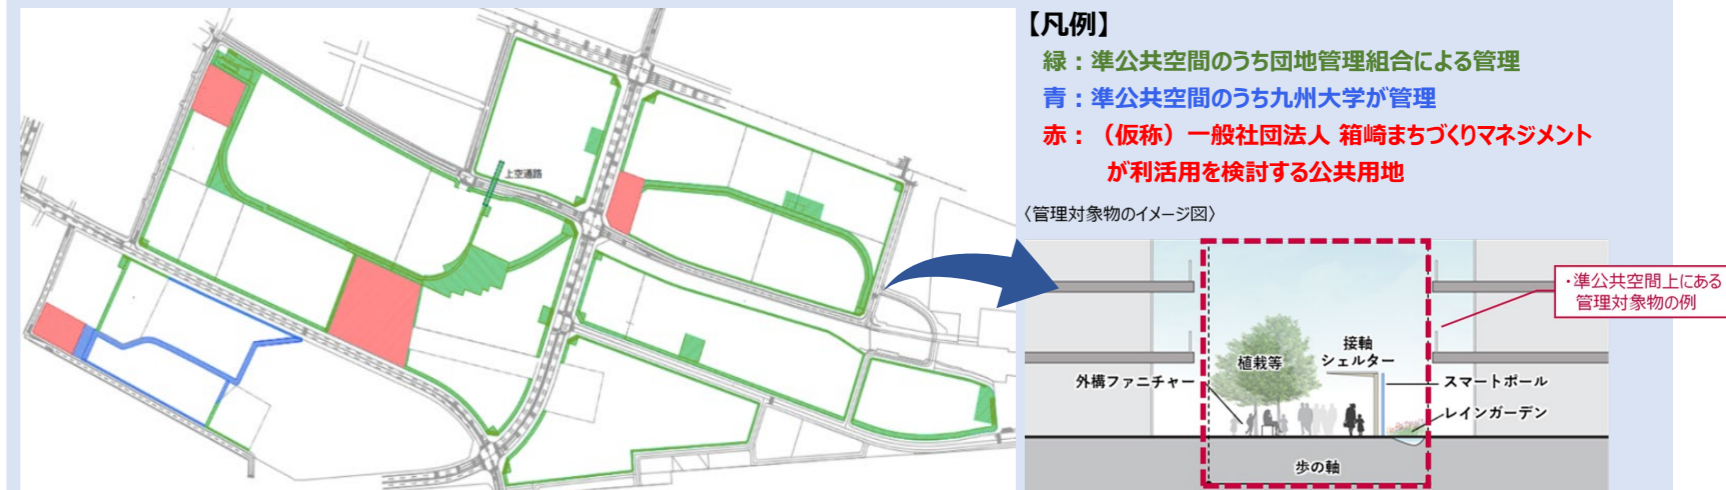 【凡例】
緑：準公共空間のうち団地管理組合による管理
青：準公共空間のうち九州大学が管理
赤：（仮称）一般社団法人 箱崎まちづくりマネジメント
が利活用を検討する公共用地
上空通路
〈管理対象物のイメージ図〉
・準公共空間上にある
管理対象物の例
植栽等
接軸
シェルター
外構ファニチャー
スマートポール
レインガーデン
歩の軸